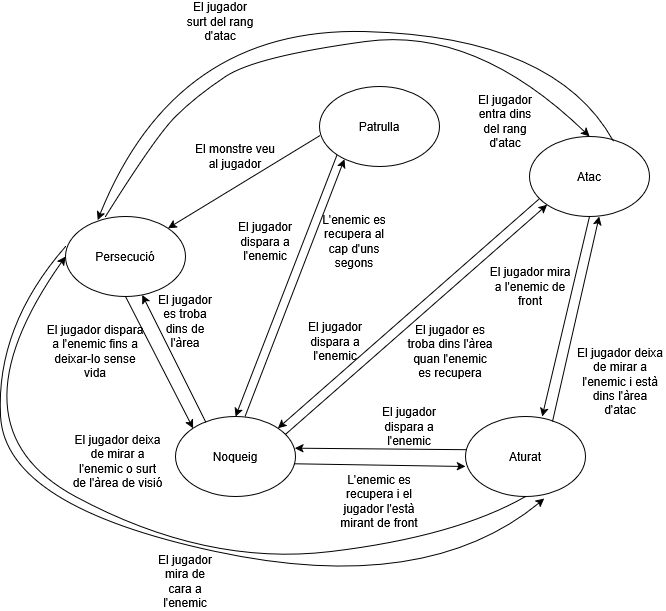 El jugador
surt del rang
d'atac
El jugador
entra dins
del rang
d'atac
Patrulla
El monstre veu
al jugador
Atac
El jugador
dispara a
l'enemic
L'enemic es
recupera al
cap d'uns
segons
Persecució
El jugador mira
a l'enemic de
front
El jugador
es troba
dins de
l'àrea
El jugador dispara
a l'enemic fins a
deixar-lo sense
vida
El jugador
dispara a
l'enemic
El jugador es
troba dins l'àrea
quan l'enemic
es recupera
El jugador deixa
de mirar a
l'enemic i està
dins l'àrea
d'atac
El jugador
dispara a
l'enemic
El jugador deixa
de mirar a
l'enemic o surt
de l'àrea de visió
Noqueig
Aturat
L'enemic es
recupera i el
jugador l'està
mirant de front
El jugador
mira de
cara a
l'enemic